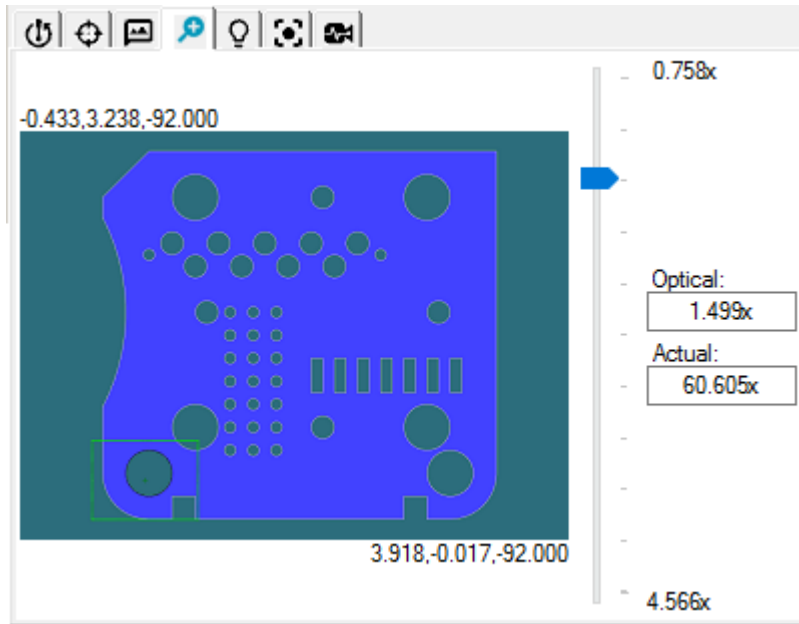 0.758x
-0.433,3.238,-92.000
Optical:
1.499x
Actual:
60.605x
3.918,-0.017,-92.000
4.566x